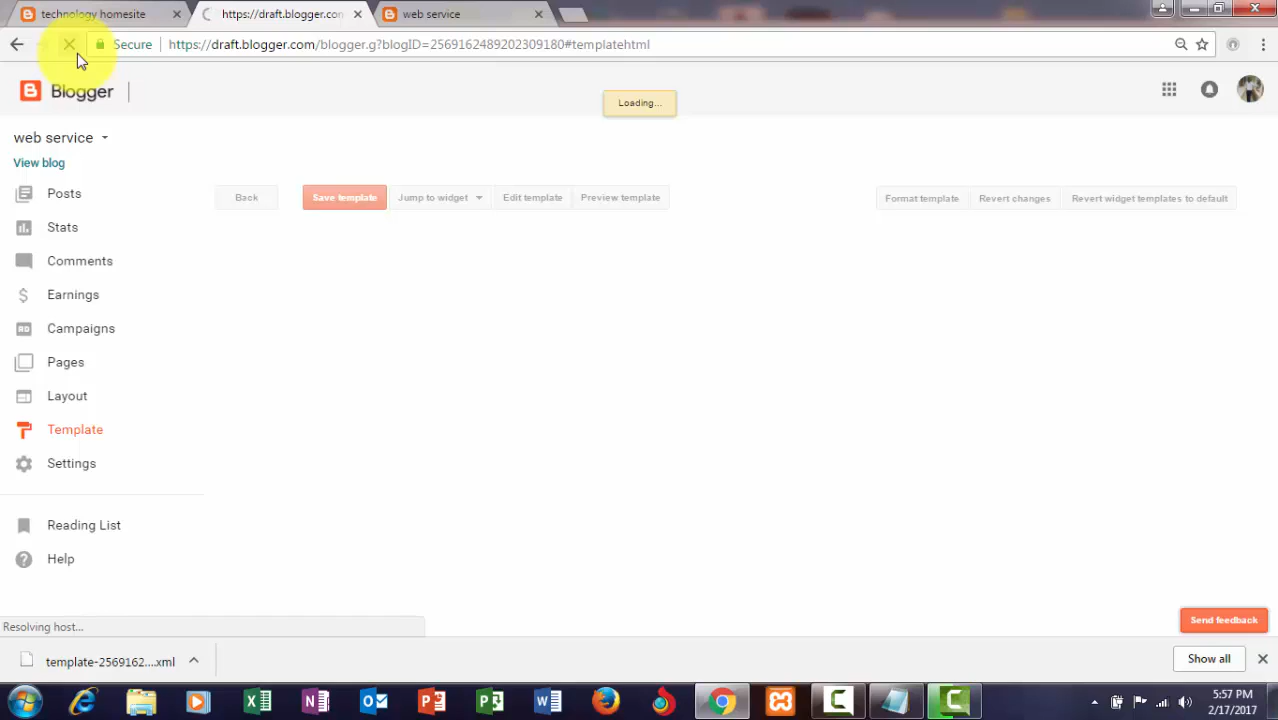 technology homesite
https://draft.blogger.com
web service
Secure
https://draft.blogger.com/blogger.g?blogID=2569162489202309180#templatehtml
Blogger
Loading...
web service
View blog
Posts
Stats
Comments
Earnings
Campaigns
Pages
Layout
Template
Settings
Reading List
Help
Back
Save template
Jump to widget
Edit template
Preview template
Format template
Revert changes
Revert widget templates to default
Send feedback
Resolving host...
template-2569162....xml
Show all
5:57 PM
2/17/2017